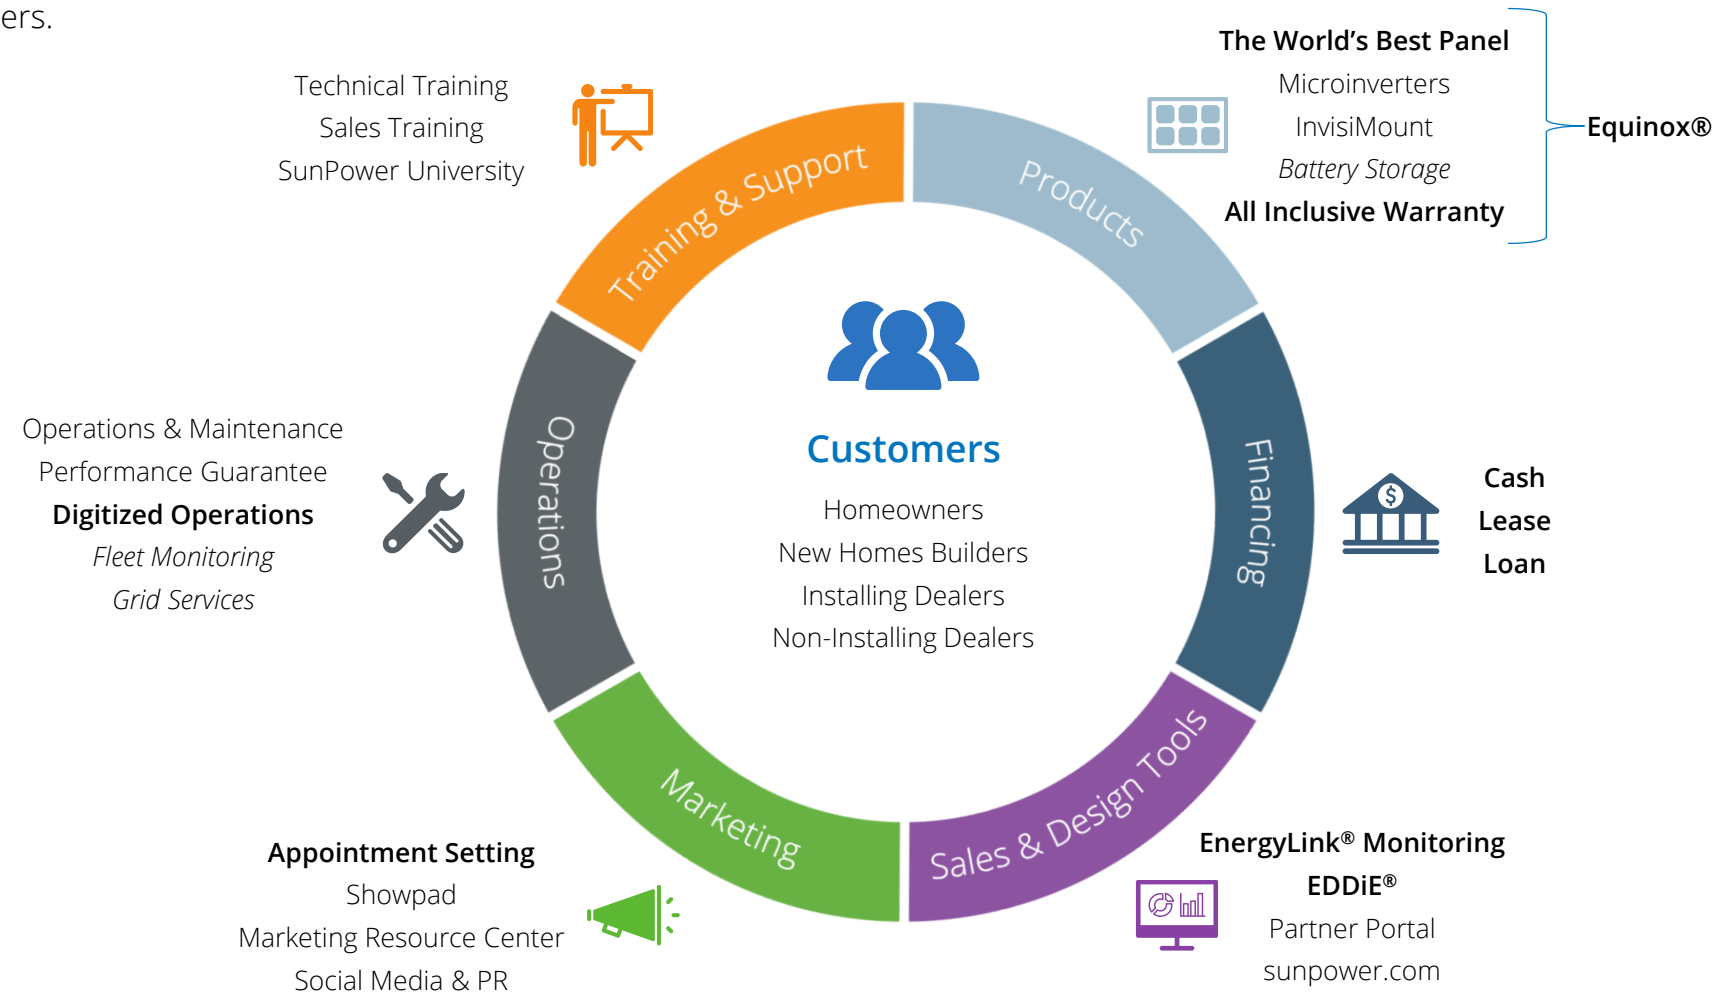 ers.
Technical Training
Sales Training
SunPower University
Training & Support
Products
The World's Best Panel
Microinverters
InvisiMount
Battery Storage
All Inclusive Warranty
Equinox®
Customers
Homeowners
New Homes Builders
Installing Dealers
Non-Installing Dealers
Operations & Maintenance
Performance Guarantee
Digitized Operations
Fleet Monitoring
Grid Services
Operations
Financing
$
Cash
Lease
Loan
Marketing
Appointment Setting
Showpad
Marketing Resource Center
Social Media & PR
Sales & Design Tools
EnergyLink® Monitoring
EDDiE®
Partner Portal
sunpower.com